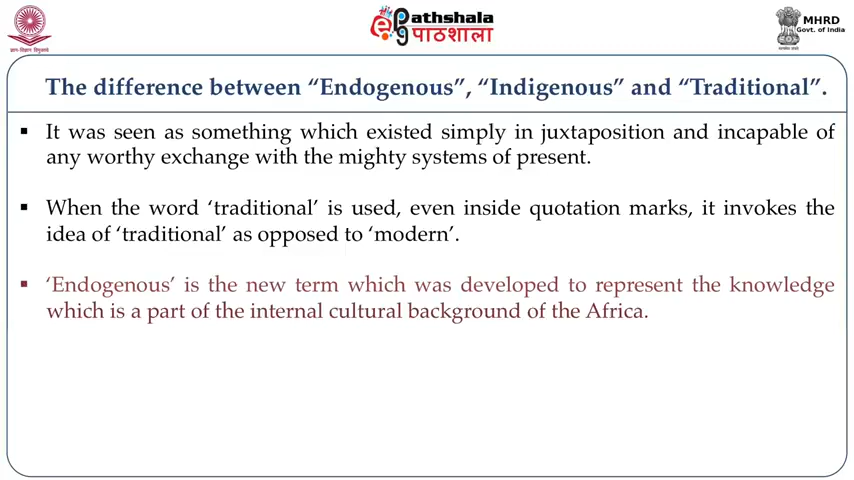 ePathshala
पाठशाला
MHRD
Govt. of India
The difference between “Endogenous”, “Indigenous” and “Traditional”.
▪ It was seen as something which existed simply in juxtaposition and incapable of
any worthy exchange with the mighty systems of present.
▪ When the word ‘traditional’ is used, even inside quotation marks, it invokes the
idea of ‘traditional’ as opposed to ‘modern’.
▪ ‘Endogenous’ is the new term which was developed to represent the knowledge
which is a part of the internal cultural background of the Africa.